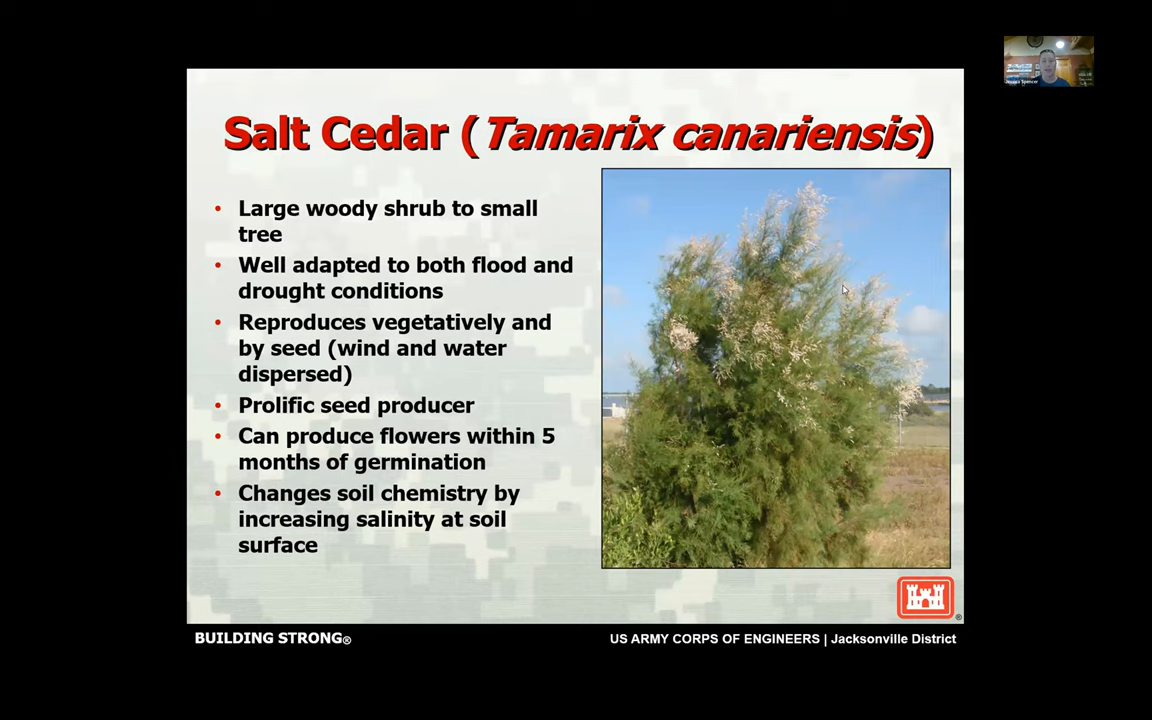 Jessica Spencer
Salt Cedar (Tamarix canariensis)
• Large woody shrub to small
tree
• Well adapted to both flood and
drought conditions
• Reproduces vegetatively and
by seed (wind and water
dispersed)
• Prolific seed producer
• Can produce flowers within 5
months of germination
• Changes soil chemistry by
increasing salinity at soil
surface
®
BUILDING STRONG®
US ARMY CORPS OF ENGINEERS | Jacksonville District